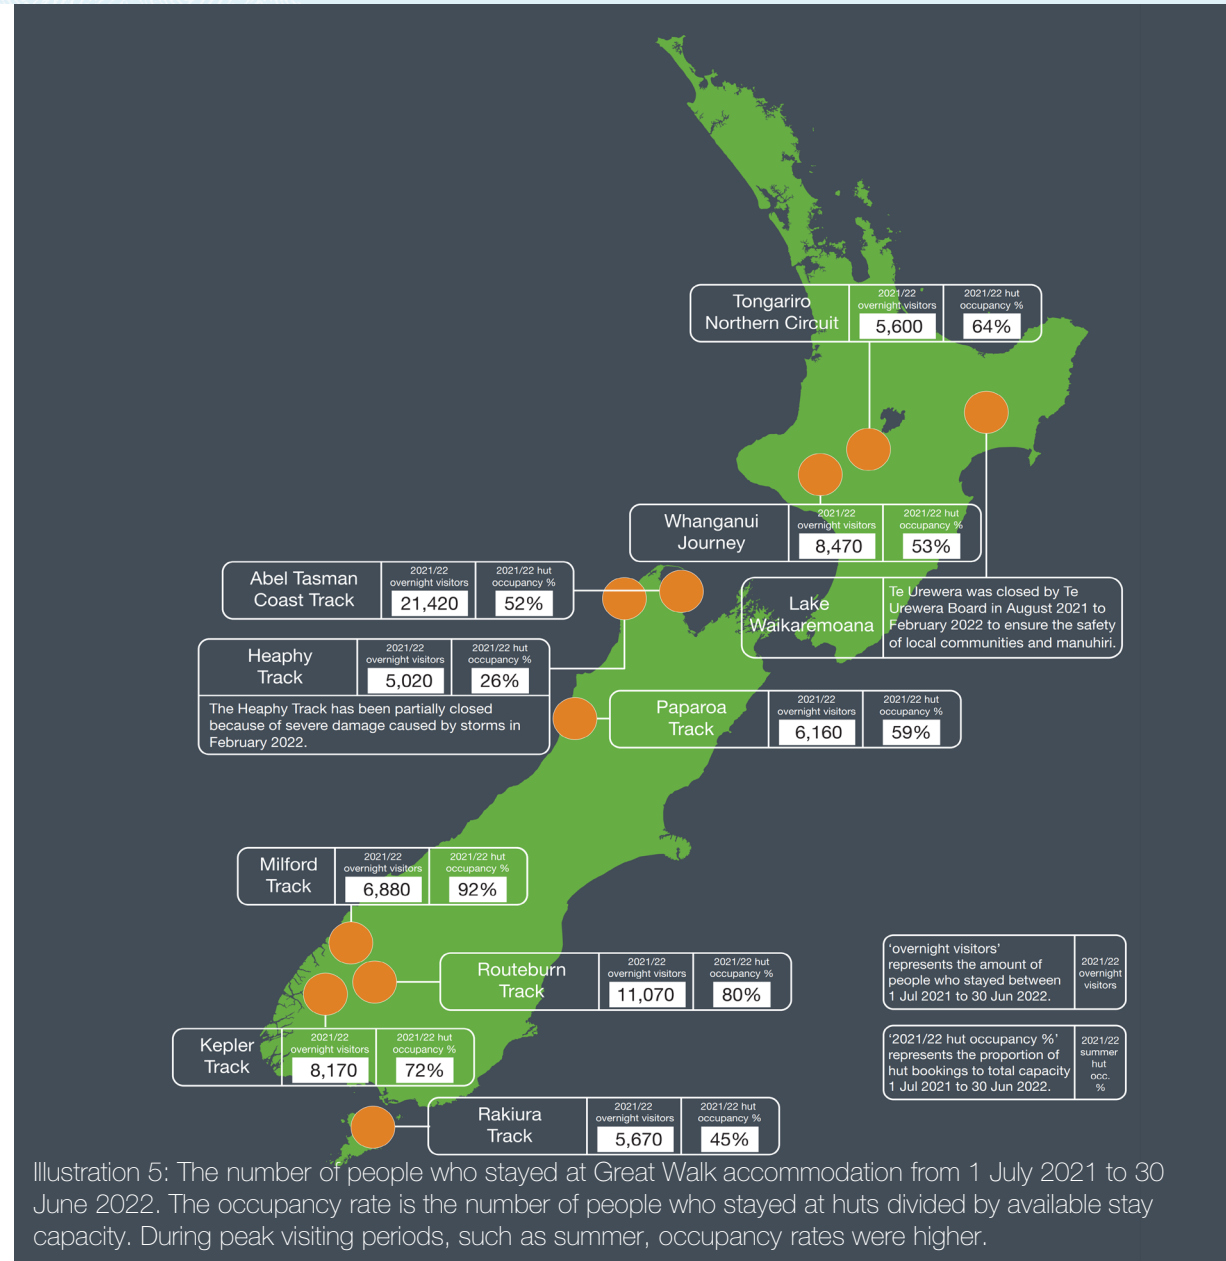 Tongariro
Northern Circuit
2021/22
overnight visitors
5,600
2021/22 hut
occupancy %
64%
Whanganui
Journey
2021/22
overnight visitors
8,470
2021/22 hut
occupancy %
53%
Abel Tasman
Coast Track
2021/22
overnight visitors
21,420
2021/22 hut
occupancy %
52%
Lake
Waikaremoana
Te Urewera was closed by Te
Urewera Board in August 2021 to
February 2022 to ensure the safety
of local communities and manuhiri.
Heaphy
Track
2021/22
overnight visitors
5,020
2021/22 hut
occupancy %
26%
The Heaphy Track has been partially closed
because of severe damage caused by storms in
February 2022.
Paparoa
Track
2021/22
overnight visitors
6,160
2021/22 hut
occupancy %
59%
Milford
Track
2021/22
overnight visitors
6,880
2021/22 hut
occupancy %
92%
Routeburn
Track
2021/22
overnight visitors
11,070
2021/22 hut
occupancy %
80%
'overnight visitors'
represents the amount of
people who stayed between
1 Jul 2021 to 30 Jun 2022.
2021/22
overnight
visitors
Kepler
Track
2021/22
overnight visitors
8,170
2021/22 hut
occupancy %
72%
'2021/22 hut occupancy %'
represents the proportion of
hut bookings to total capacity
1 Jul 2021 to 30 Jun 2022.
2021/22
summer
hut
occ.
%
Rakiura
Track
2021/22
overnight visitors
5,670
2021/22 hut
occupancy %
45%
Illustration 5: The number of people who stayed at Great Walk accommodation from 1 July 2021 to 30
June 2022. The occupancy rate is the number of people who stayed at huts divided by available stay
capacity. During peak visiting periods, such as summer, occupancy rates were higher.